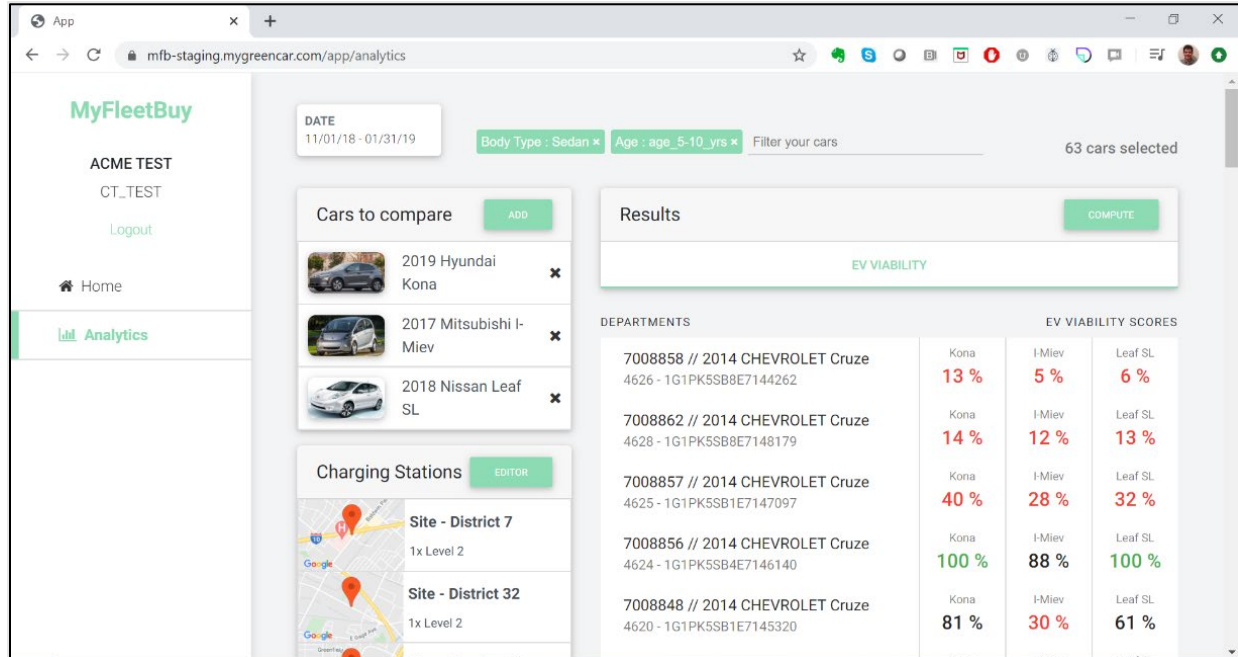 App
mfb-staging.mygreencar.com/app/analytics
MyFleetBuy
ACME TEST
CT_TEST
Logout
Home
Analytics
DATE
11/01/18 - 01/31/19
Body Type : Sedan ×
Age : age_5-10_yrs ×
Filter your cars
63 cars selected
Cars to compare
ADD
2019 Hyundai
Kona
2017 Mitsubishi I-
Miev
2018 Nissan Leaf
SL
Charging Stations
EDITOR
Site - District 7
1x Level 2
Google
Site - District 32
1x Level 2
Google
Results
COMPUTE
EV VIABILITY
DEPARTMENTS
EV VIABILITY SCORES
7008858 // 2014 CHEVROLET Cruze
4626 - 1G1PK5SB8E7144262
Kona I-Miev Leaf SL
13 % 5 % 6 %
7008862 // 2014 CHEVROLET Cruze
4628 - 1G1PK5SB8E7148179
Kona I-Miev Leaf SL
14 % 12 % 13 %
7008857 // 2014 CHEVROLET Cruze
4625 - 1G1PK5SB1E7147097
Kona I-Miev Leaf SL
40 % 28 % 32 %
7008856 // 2014 CHEVROLET Cruze
4624 - 1G1PK5SB4E7146140
Kona I-Miev Leaf SL
100 % 88 % 100 %
7008848 // 2014 CHEVROLET Cruze
4620 - 1G1PK5SB1E7145320
Kona I-Miev Leaf SL
81 % 30 % 61 %